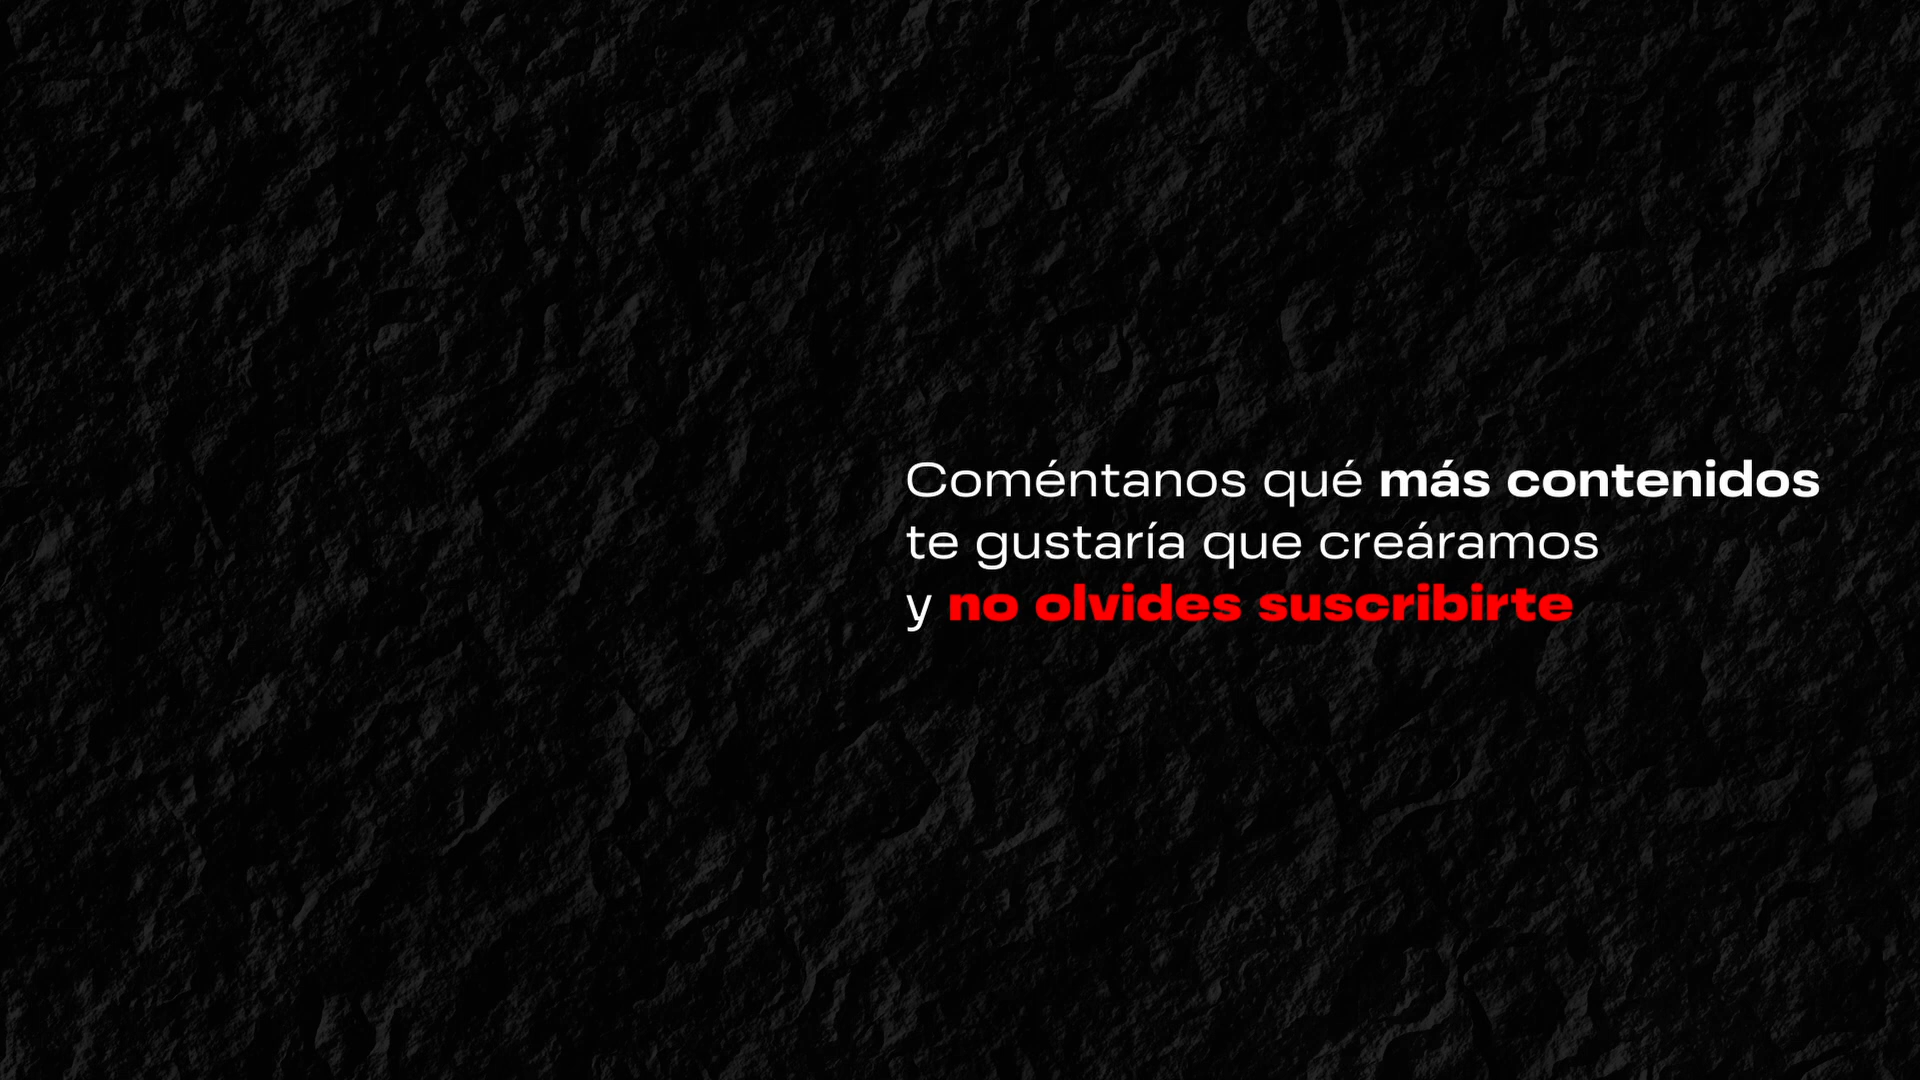 Coméntanos qué más contenidos
te gustaría que creáramos
y no olvides suscribirte